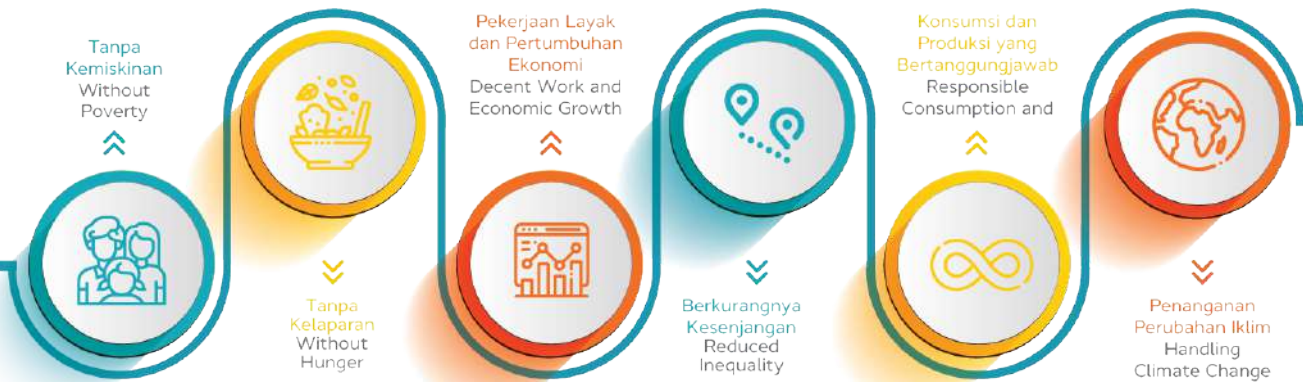 Tanpa
Kemiskinan
Without
Poverty
Tanpa
Kelaparan
Without
Hunger
Pekerjaan Layak
dan Pertumbuhan
Ekonomi
Decent Work and
Economic Growth
Berkurangnya
Kesenjangan
Reduced
Inequality
Konsumsi dan
Produksi yang
Bertanggungjawab
Responsible
Consumption and
Penanganan
Perubahan Iklim
Handling
Climate Change